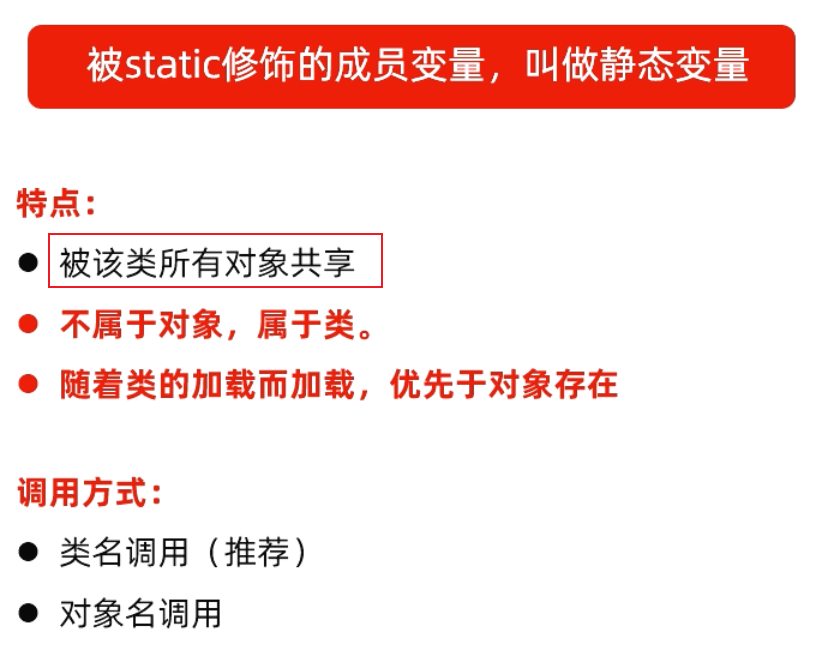 被static修饰的成员变量，叫做静态变量
特点：
● 被该类所有对象共享
● 不属于对象，属于类。
● 随着类的加载而加载，优先于对象存在
调用方式：
● 类名调用（推荐）
● 对象名调用